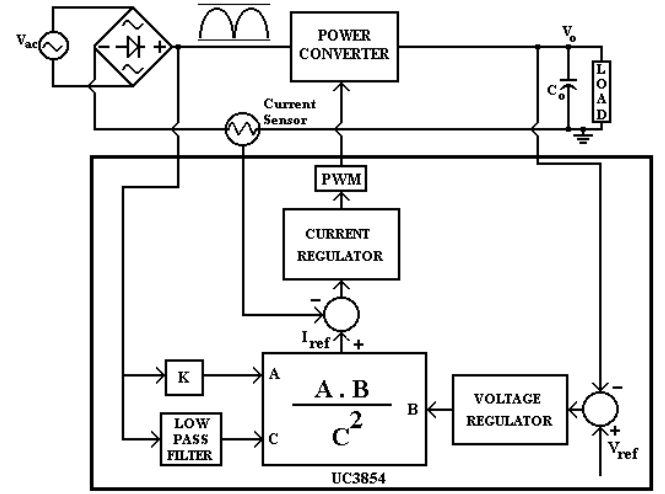 Vac
- +
POWER
CONVERTER
Vo
Co
LOAD
Current
Sensor
PWM
CURRENT
REGULATOR
-
Iref +
K
A
A . B
C²
B
C
LOW
PASS
FILTER
VOLTAGE
REGULATOR
-
+
Vref
UC3854